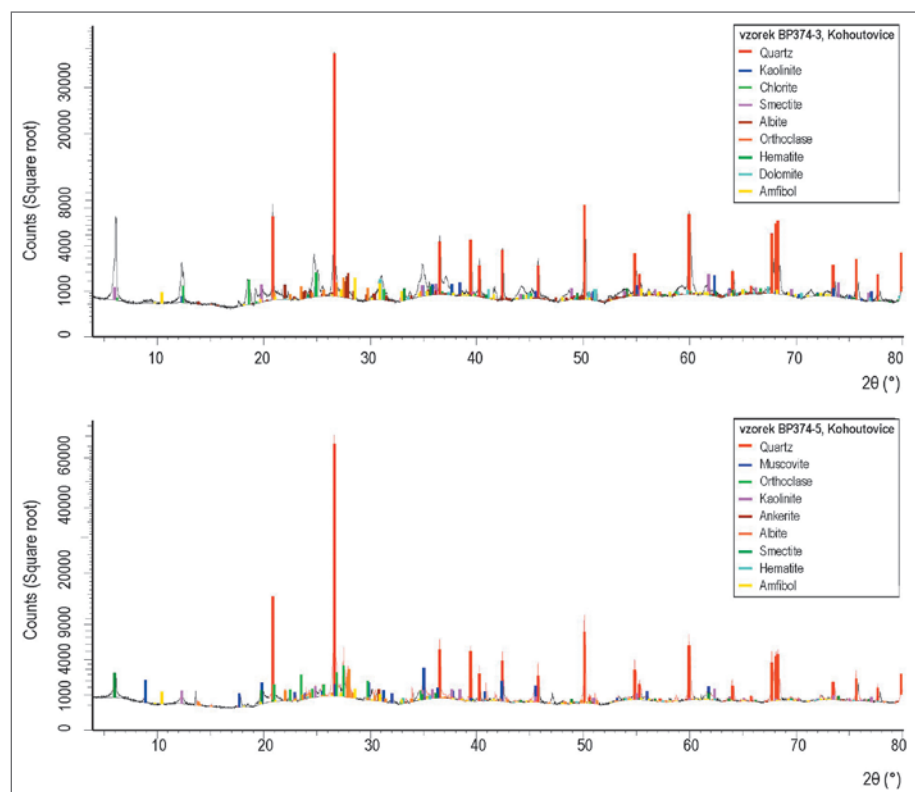 vzorek BP374-3, Kohoutovice
Quartz
Kaolinite
Chlorite
Smectite
Albite
Orthoclase
Hematite
Dolomite
Amfibol
Counts (Square root)
30000
20000
8000
4000
1000
0
10 20 30 40 50 60 70 80
2θ (°)
vzorek BP374-5, Kohoutovice
Quartz
Muscovite
Orthoclase
Kaolinite
Ankerite
Albite
Smectite
Hematite
Amfibol
Counts (Square root)
60000
40000
20000
9000
4000
1000
0
10 20 30 40 50 60 70 80
2θ (°)